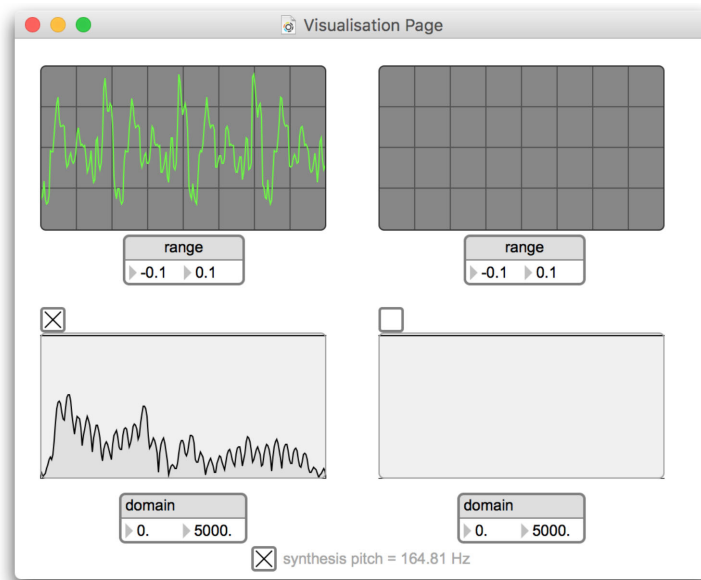 Visualisation Page
range
-0.1 0.1
range
-0.1 0.1
domain
0. 5000.
domain
0. 5000.
synthesis pitch = 164.81 Hz